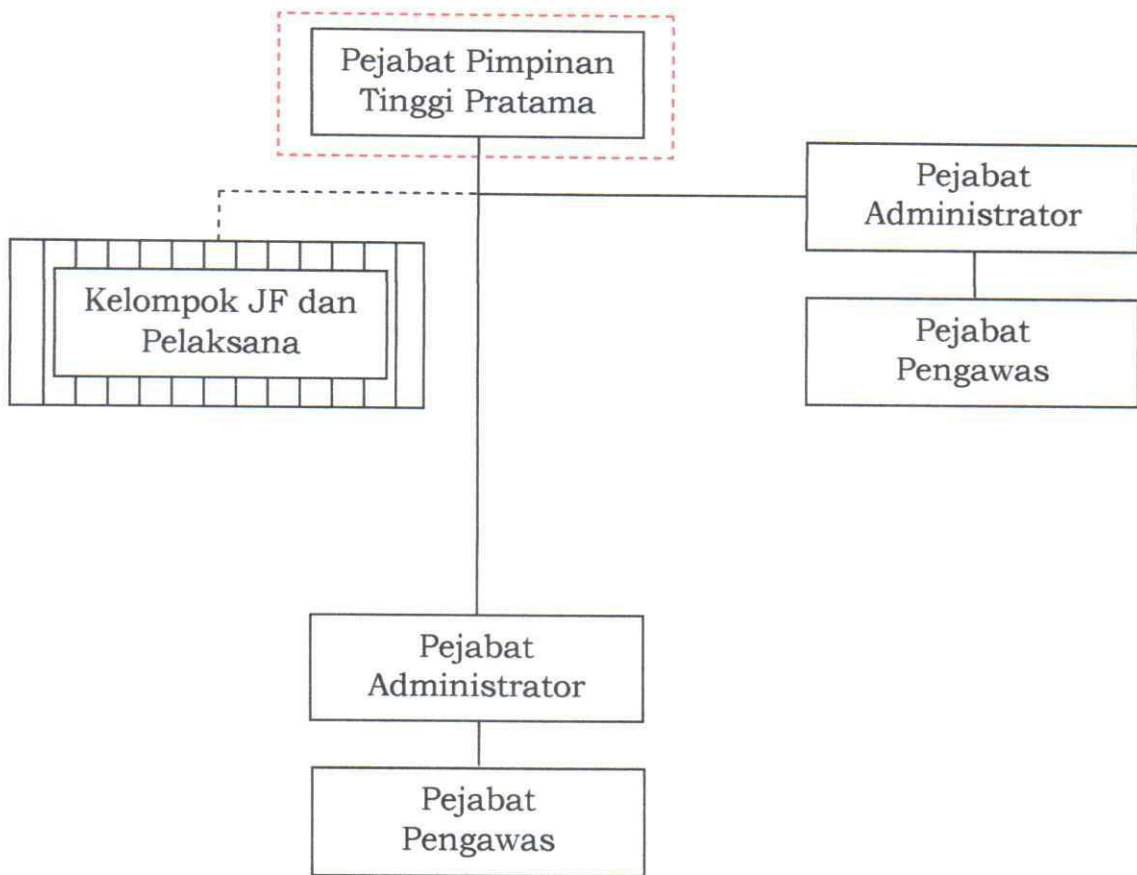 Pejabat Pimpinan
Tinggi Pratama
Pejabat
Administrator
Kelompok JF dan
Pelaksana
Pejabat
Pengawas
Pejabat
Administrator
Pejabat
Pengawas